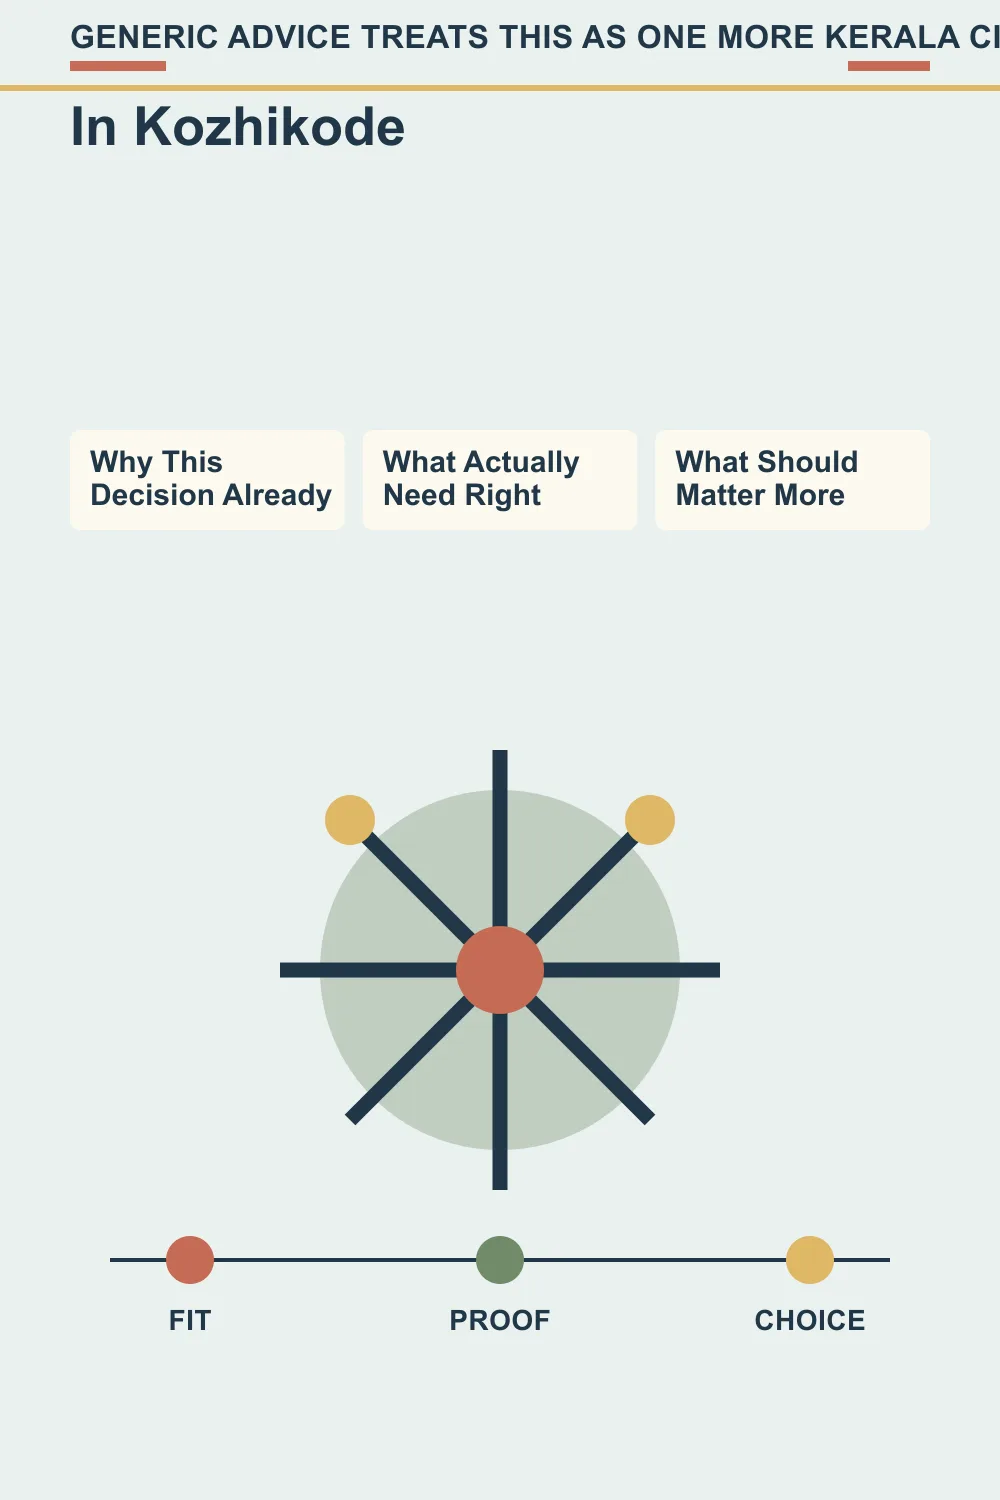 GENERIC ADVICE TREATS THIS AS ONE MORE KERALA CI
In Kozhikode
Why This
Decision Already
What Actually
Need Right
What Should
Matter More
FIT
PROOF
CHOICE